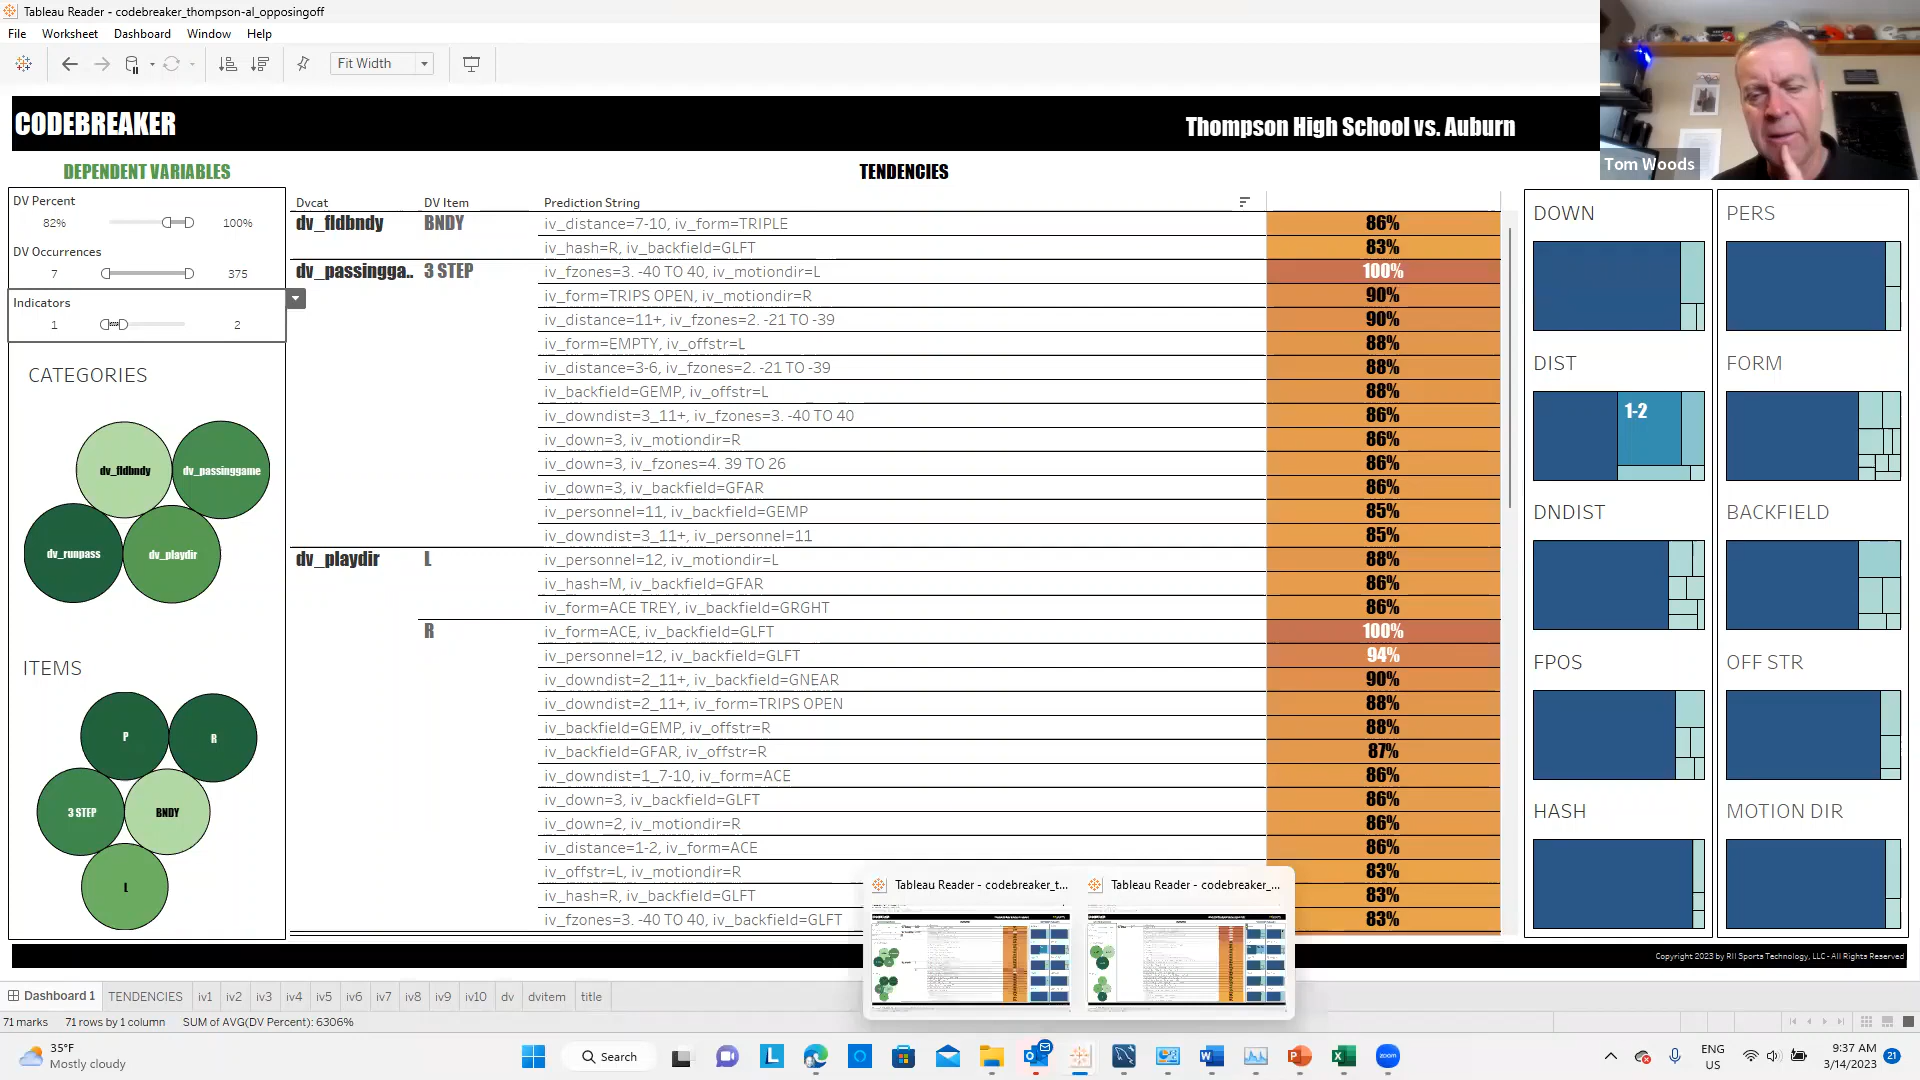 Tableau Reader - codebreaker_thompson-al_opposingoff
File Worksheet Dashboard Window Help
Fit Width
CODEBREAKER
Thompson High School vs. Auburn
Tom Woods
DEPENDENT VARIABLES
TENDENCIES
DV Percent
82% 100%
DV Occurrences
7 375
Indicators
1 2
CATEGORIES
dv_fldbndy dv_passinggame
dv_runpass dv_playdir
ITEMS
P R
3 STEP BNDY
L
Dvcat DV Item Prediction String
dv_fldbndy BNDY iv_distance=7-10, iv_form=TRIPLE 86%
iv_hash=R, iv_backfield=GLFT 83%
dv_passingga.. 3 STEP iv_fzones=3. -40 TO 40, iv_motiondir=L 100%
iv_form=TRIPS OPEN, iv_motiondir=R 90%
iv_distance=11+, iv_fzones=2. -21 TO -39 90%
iv_form=EMPTY, iv_offstr=L 88%
iv_distance=3-6, iv_fzones=2. -21 TO -39 88%
iv_backfield=GEMP, iv_offstr=L 88%
iv_downdist=3_11+, iv_fzones=3. -40 TO 40 86%
iv_down=3, iv_motiondir=R 86%
iv_down=3, iv_fzones=4. 39 TO 26 86%
iv_down=3, iv_backfield=GFAR 86%
iv_personnel=11, iv_backfield=GEMP 85%
iv_downdist=3_11+, iv_personnel=11 85%
dv_playdir L iv_personnel=12, iv_motiondir=L 88%
iv_hash=M, iv_backfield=GFAR 86%
iv_form=ACE TREY, iv_backfield=GRGHT 86%
R iv_form=ACE, iv_backfield=GLFT 100%
iv_personnel=12, iv_backfield=GLFT 94%
iv_downdist=2_11+, iv_backfield=GNEAR 90%
iv_downdist=2_11+, iv_form=TRIPS OPEN 88%
iv_backfield=GEMP, iv_offstr=R 88%
iv_backfield=GFAR, iv_offstr=R 87%
iv_downdist=1_7-10, iv_form=ACE 86%
iv_down=3, iv_backfield=GLFT 86%
iv_down=2, iv_motiondir=R 86%
iv_distance=1-2, iv_form=ACE 86%
iv_offstr=L, iv_motiondir=R 83%
iv_hash=R, iv_backfield=GLFT 83%
iv_fzones=3. -40 TO 40, iv_backfield=GLFT 83%
DOWN PERS
DIST FORM
1-2
DNDIST BACKFIELD
FPOS OFF STR
HASH MOTION DIR
Tableau Reader - codebreaker_t... Tableau Reader - codebreaker_...
Copyright 2023 by RII Sports Technology, LLC - All Rights Reserved
Dashboard 1 TENDENCIES iv1 iv2 iv3 iv4 iv5 iv6 iv7 iv8 iv9 iv10 dv dvitem title
71 marks 71 rows by 1 column SUM of AVG(DV Percent): 6306%
35°F
Mostly cloudy
Search
zoom
ENG
US
9:37 AM
3/14/2023
21